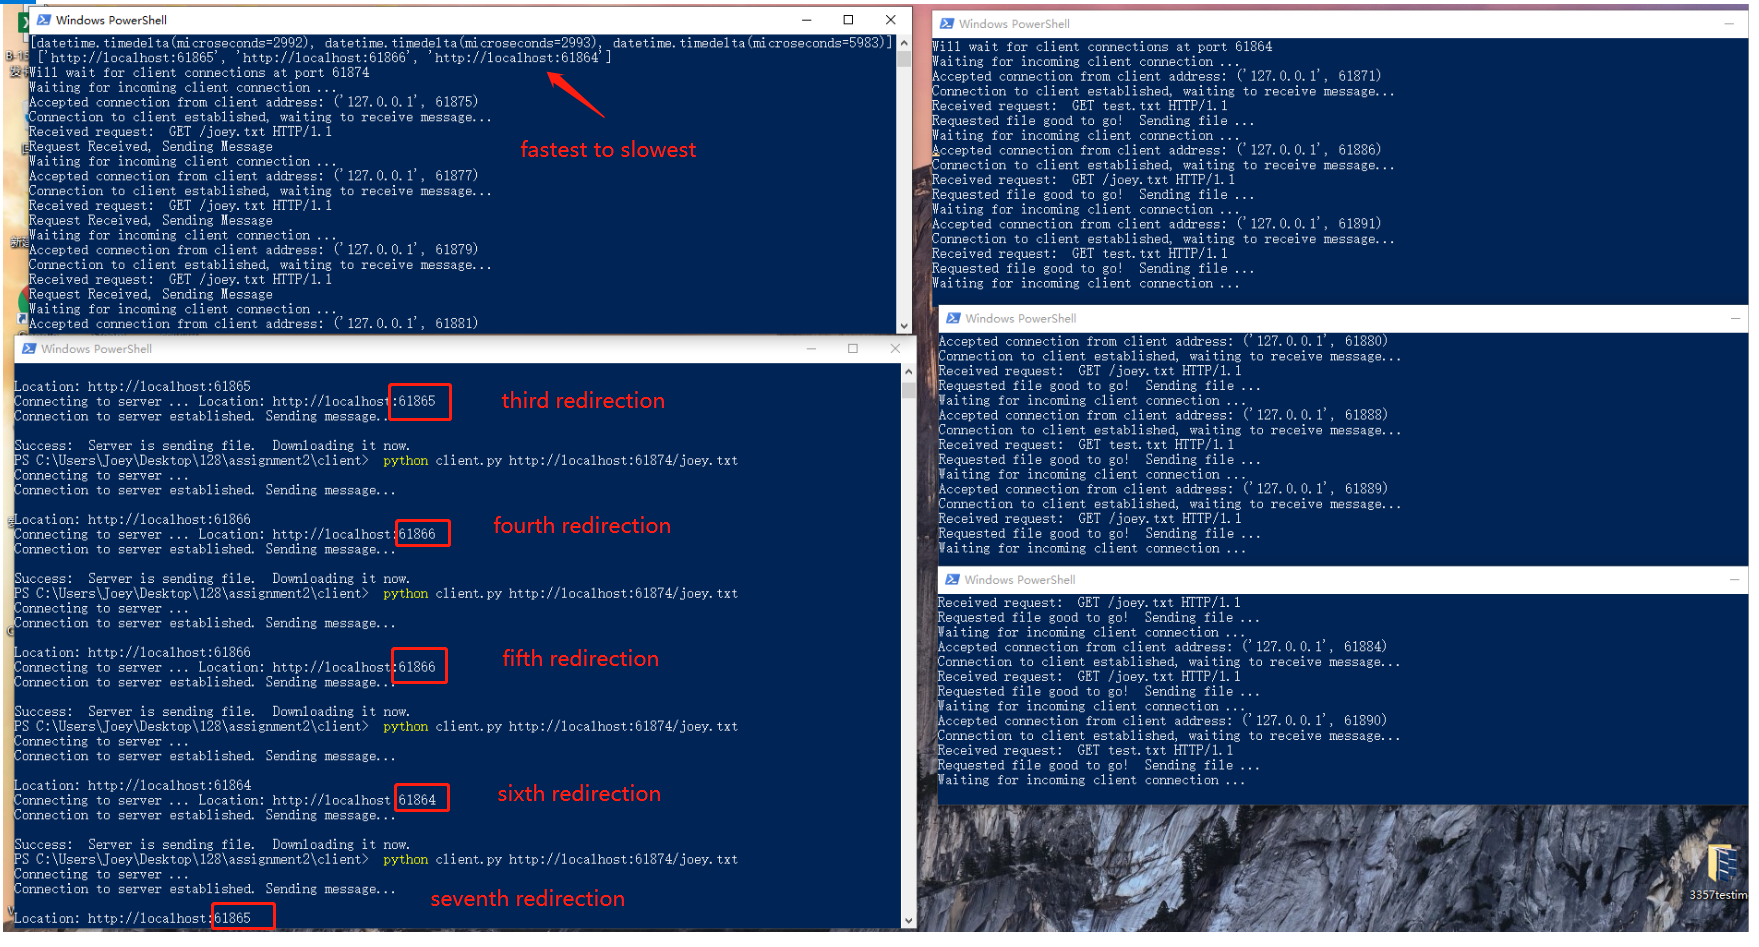 Windows PowerShell
[datetime.timedelta(microseconds=2992), datetime.timedelta(microseconds=2993), datetime.timedelta(microseconds=5983)]
['http://localhost:61865', 'http://localhost:61866', 'http://localhost:61864']
Will wait for client connections at port 61874
Waiting for incoming client connection ...
Accepted connection from client address: ('127.0.0.1', 61875)
Connection to client established, waiting to receive message...
Received request:  GET /joey.txt HTTP/1.1
Request Received, Sending Message
Waiting for incoming client connection ...
Accepted connection from client address: ('127.0.0.1', 61877)
Connection to client established, waiting to receive message...
Received request:  GET /joey.txt HTTP/1.1
Request Received, Sending Message
Waiting for incoming client connection ...
Accepted connection from client address: ('127.0.0.1', 61879)
Connection to client established, waiting to receive message...
Received request:  GET /joey.txt HTTP/1.1
Request Received, Sending Message
Waiting for incoming client connection ...
Accepted connection from client address: ('127.0.0.1', 61881)
fastest to slowest
Windows PowerShell
Location: http://localhost:61865
Connecting to server ... Location: http://localhost:61865
Connection to server established. Sending message...
third redirection
Success:  Server is sending file.  Downloading it now.
PS C:\Users\Joey\Desktop\128\assignment2\client>  python client.py http://localhost:61874/joey.txt
Connecting to server ...
Connection to server established. Sending message...
Location: http://localhost:61866
Connecting to server ... Location: http://localhost:61866
Connection to server established. Sending message...
fourth redirection
Success:  Server is sending file.  Downloading it now.
PS C:\Users\Joey\Desktop\128\assignment2\client>  python client.py http://localhost:61874/joey.txt
Connecting to server ...
Connection to server established. Sending message...
Location: http://localhost:61866
Connecting to server ... Location: http://localhost:61866
Connection to server established. Sending message...
fifth redirection
Success:  Server is sending file.  Downloading it now.
PS C:\Users\Joey\Desktop\128\assignment2\client>  python client.py http://localhost:61874/joey.txt
Connecting to server ...
Connection to server established. Sending message...
Location: http://localhost:61864
Connecting to server ... Location: http://localhost:61864
Connection to server established. Sending message...
sixth redirection
Success:  Server is sending file.  Downloading it now.
PS C:\Users\Joey\Desktop\128\assignment2\client>  python client.py http://localhost:61874/joey.txt
Connecting to server ...
Connection to server established. Sending message...
seventh redirection
Location: http://localhost:61865
Windows PowerShell
Will wait for client connections at port 61864
Waiting for incoming client connection ...
Accepted connection from client address: ('127.0.0.1', 61871)
Connection to client established, waiting to receive message...
Received request:  GET test.txt HTTP/1.1
Requested file good to go!  Sending file ...
Waiting for incoming client connection ...
Accepted connection from client address: ('127.0.0.1', 61886)
Connection to client established, waiting to receive message...
Received request:  GET /joey.txt HTTP/1.1
Requested file good to go!  Sending file ...
Waiting for incoming client connection ...
Accepted connection from client address: ('127.0.0.1', 61891)
Connection to client established, waiting to receive message...
Received request:  GET test.txt HTTP/1.1
Requested file good to go!  Sending file ...
Waiting for incoming client connection ...
Windows PowerShell
Accepted connection from client address: ('127.0.0.1', 61880)
Connection to client established, waiting to receive message...
Received request:  GET /joey.txt HTTP/1.1
Requested file good to go!  Sending file ...
Waiting for incoming client connection ...
Accepted connection from client address: ('127.0.0.1', 61888)
Connection to client established, waiting to receive message...
Received request:  GET test.txt HTTP/1.1
Requested file good to go!  Sending file ...
Waiting for incoming client connection ...
Accepted connection from client address: ('127.0.0.1', 61889)
Connection to client established, waiting to receive message...
Received request:  GET /joey.txt HTTP/1.1
Requested file good to go!  Sending file ...
Waiting for incoming client connection ...
Windows PowerShell
Received request:  GET /joey.txt HTTP/1.1
Requested file good to go!  Sending file ...
Waiting for incoming client connection ...
Accepted connection from client address: ('127.0.0.1', 61884)
Connection to client established, waiting to receive message...
Received request:  GET /joey.txt HTTP/1.1
Requested file good to go!  Sending file ...
Waiting for incoming client connection ...
Accepted connection from client address: ('127.0.0.1', 61890)
Connection to client established, waiting to receive message...
Received request:  GET test.txt HTTP/1.1
Requested file good to go!  Sending file ...
Waiting for incoming client connection ...
3357testim